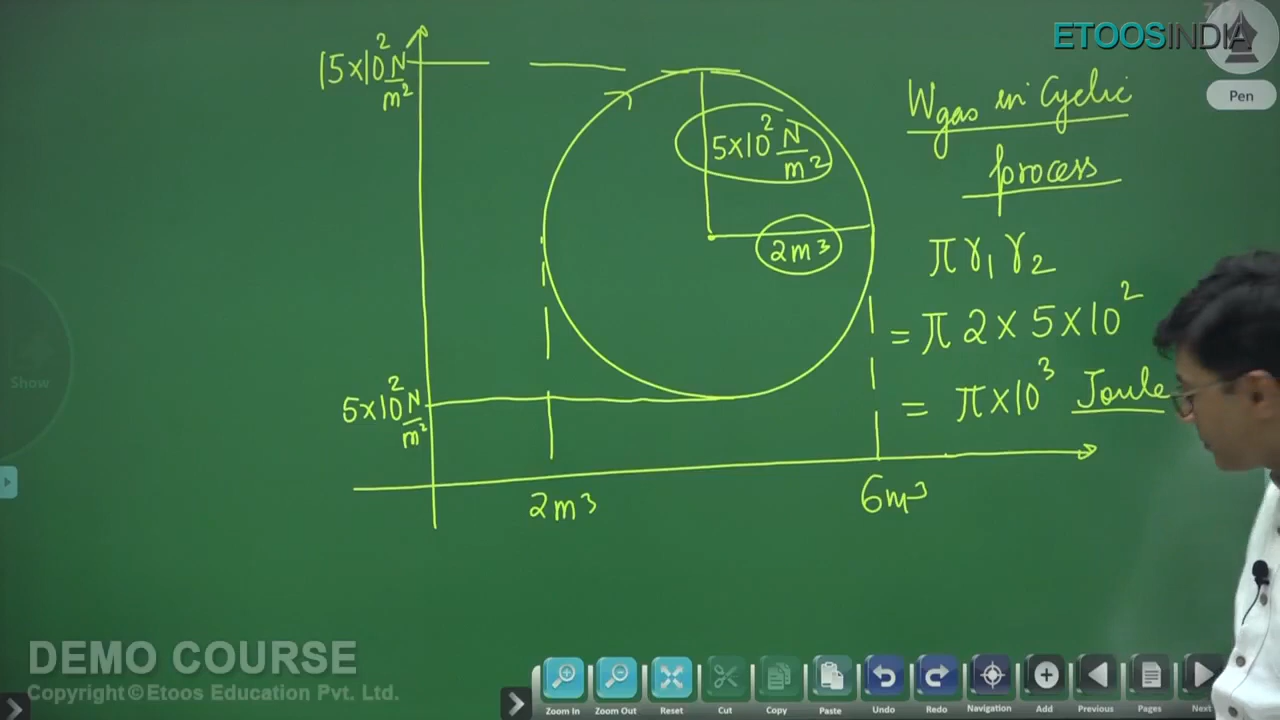 ETOOSINDIA
Pen
15×10² N/m²
5×10² N/m²
2m³
5×10² N/m²
2m³
6m³
Wgas in Cyclic
process
πr₁r₂
= π 2 × 5 × 10²
= π×10³ Joule
Show
DEMO COURSE
Copyright © Etoos Education Pvt. Ltd.
Zoom In Zoom Out Reset Cut Copy Paste Undo Redo Navigation Add Previous Pages Next